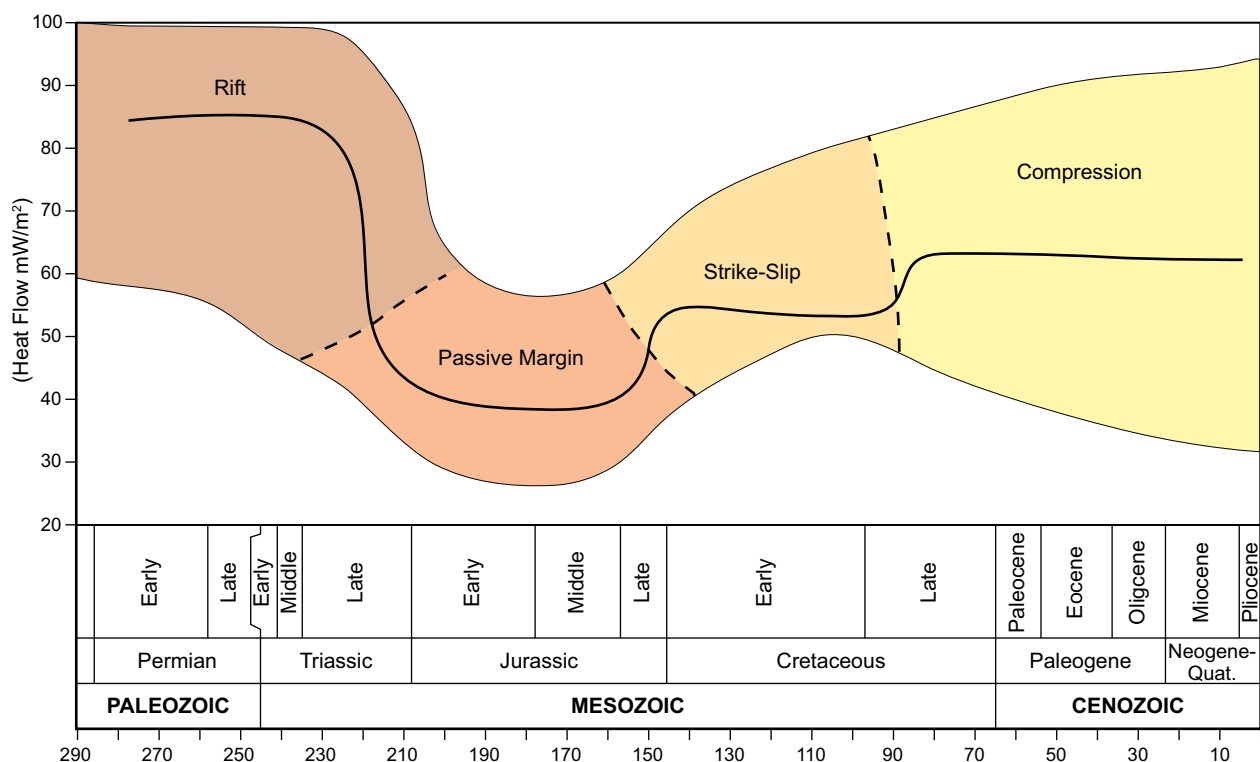 100
90
80
70
60
50
40
30
20
(Heat Flow mW/m²)
Rift
Passive Margin
Strike-Slip
Compression
Early
Late
Early
Middle
Late
Early
Middle
Late
Early
Late
Paleocene
Eocene
Oligcene
Miocene
Pliocene
Permian
Triassic
Jurassic
Cretaceous
Paleogene
Neogene-
Quat.
PALEOZOIC
MESOZOIC
CENOZOIC
290 270 250 230 210 190 170 150 130 110 90 70 50 30 10